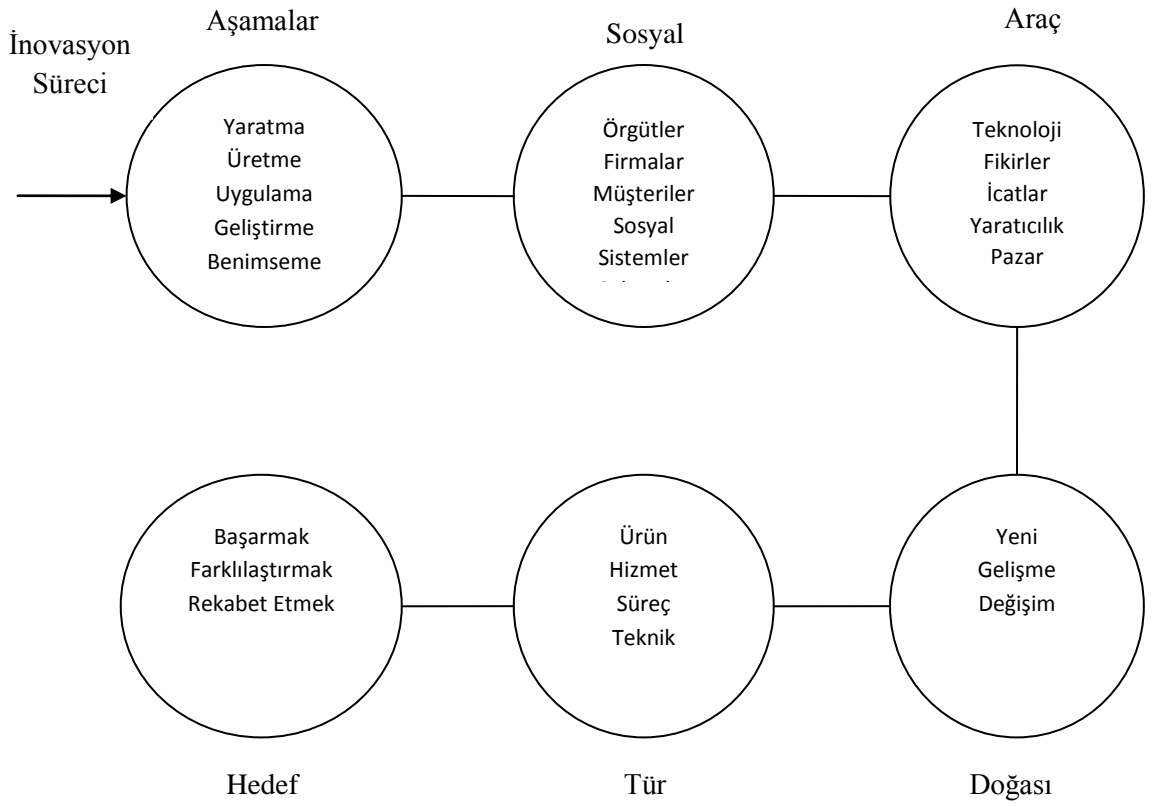 İnovasyon
Süreci
Aşamalar
Yaratma
Üretme
Uygulama
Geliştirme
Benimseme
Sosyal
Örgütler
Firmalar
Müşteriler
Sosyal
Sistemler
Araç
Teknoloji
Fikirler
İcatlar
Yaratıcılık
Pazar
Başarmak
Farklılaştırmak
Rekabet Etmek
Hedef
Ürün
Hizmet
Süreç
Teknik
Tür
Yeni
Gelişme
Değişim
Doğası